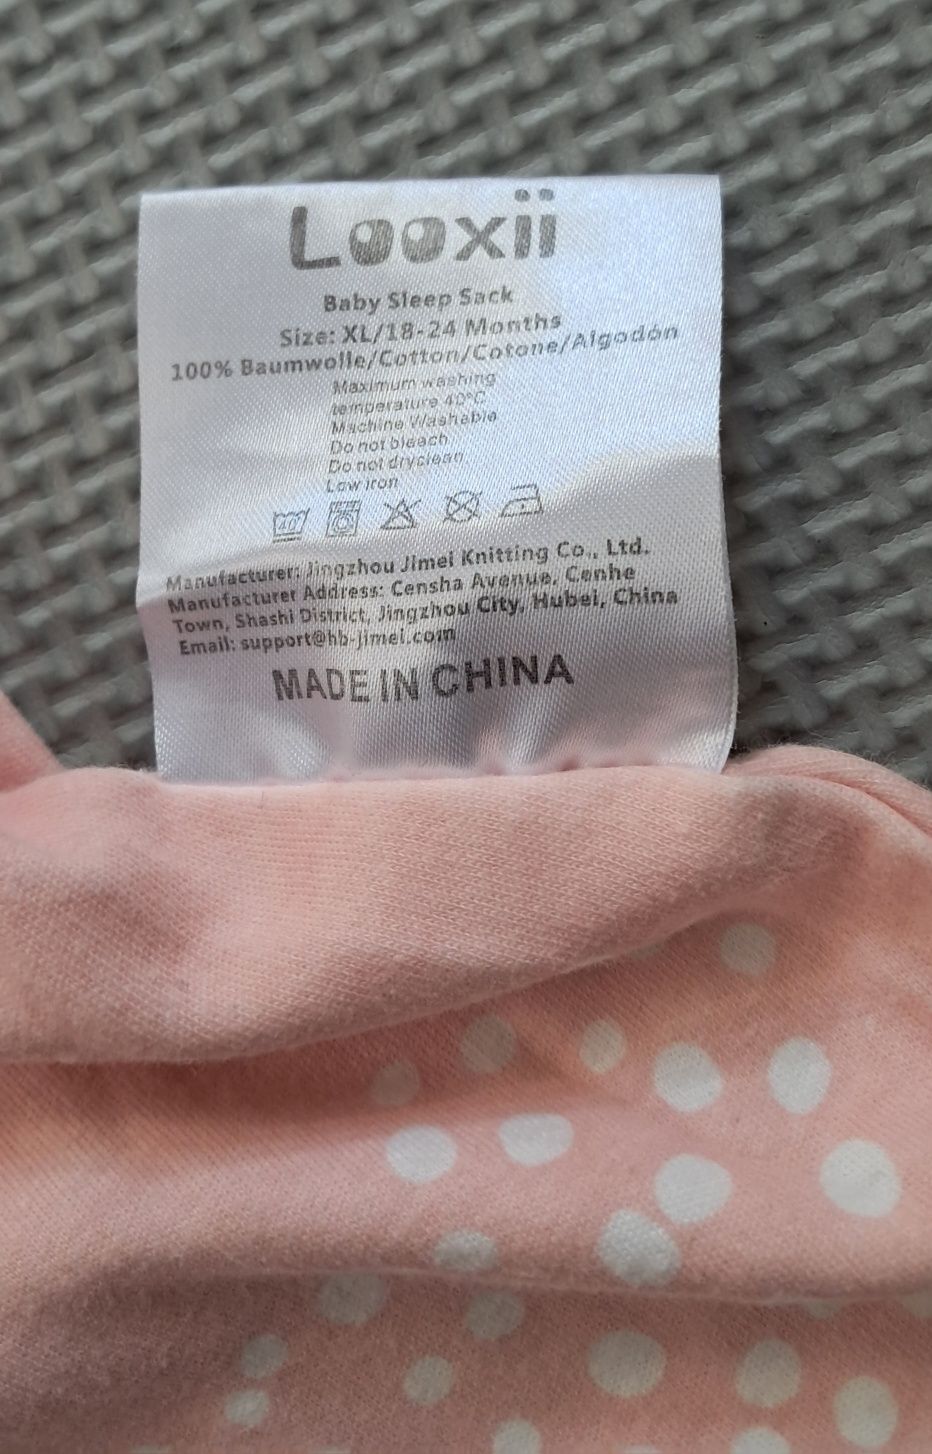 Looxii
Baby Sleep Sack
Size: XL/18-24 Months
100% Baumwolle/Cotton/Cotone/Algodón
Maximum washing
temperature 40°C
Machine Washable
Do not bleach
Do not dryclean
Low iron
40°
Manufacturer: Jingzhou Jimei Knitting Co., Ltd.
Manufacturer Address: Censha Avenue, Cenhe
Town, Shashi District, Jingzhou City, Hubei, China
Email: support@hb-jimei.com
MADE IN CHINA